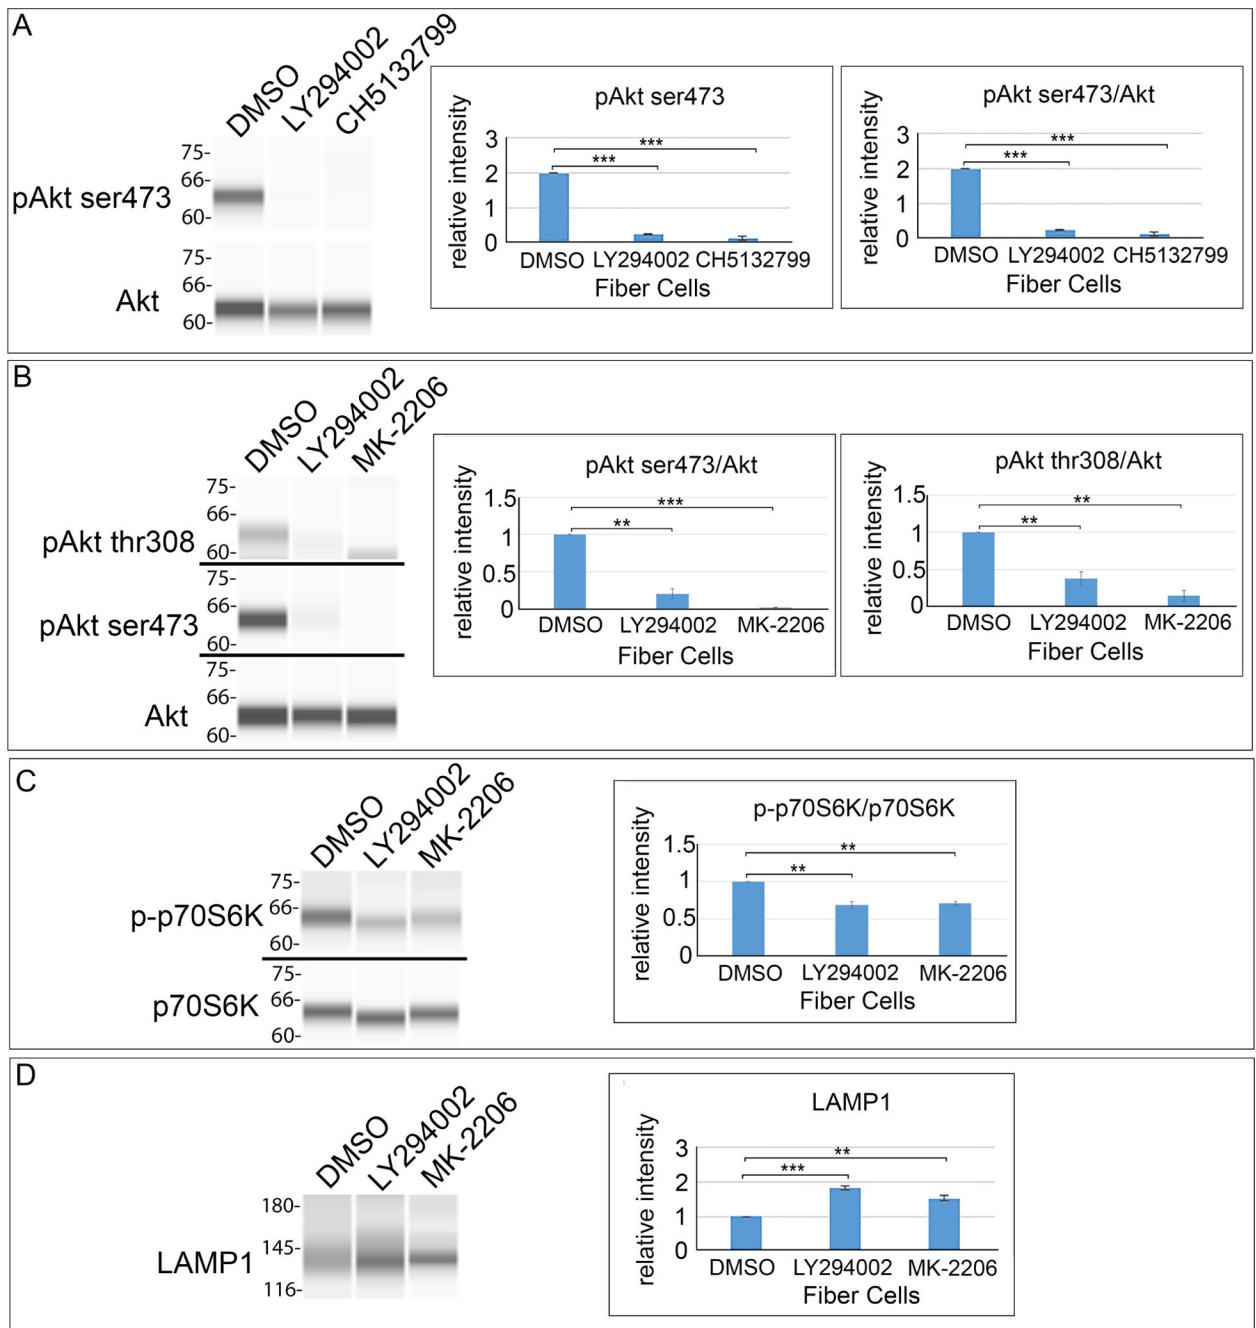 A
DMSO
LY294002
CH5132799
75-
66-
pAkt ser473
60-
75-
66-
Akt
60-
pAkt ser473
relative intensity
3
2
1
0
***
***
DMSO LY294002 CH5132799
Fiber Cells
pAkt ser473/Akt
relative intensity
3
2
1
0
***
***
DMSO LY294002 CH5132799
Fiber Cells
B
DMSO
LY294002
MK-2206
75-
66-
pAkt thr308
60-
75-
66-
pAkt ser473
60-
75-
66-
Akt
60-
pAkt ser473/Akt
relative intensity
1.5
1
0.5
0
***
**
DMSO LY294002 MK-2206
Fiber Cells
pAkt thr308/Akt
relative intensity
1.5
1
0.5
0
**
**
DMSO LY294002 MK-2206
Fiber Cells
C
DMSO
LY294002
MK-2206
75-
66-
p-p70S6K
60-
75-
66-
p70S6K
60-
p-p70S6K/p70S6K
relative intensity
1.5
1
0.5
0
**
**
DMSO LY294002 MK-2206
Fiber Cells
D
DMSO
LY294002
MK-2206
180-
145-
LAMP1
116-
LAMP1
relative intensity
3
2
1
0
**
***
DMSO LY294002 MK-2206
Fiber Cells